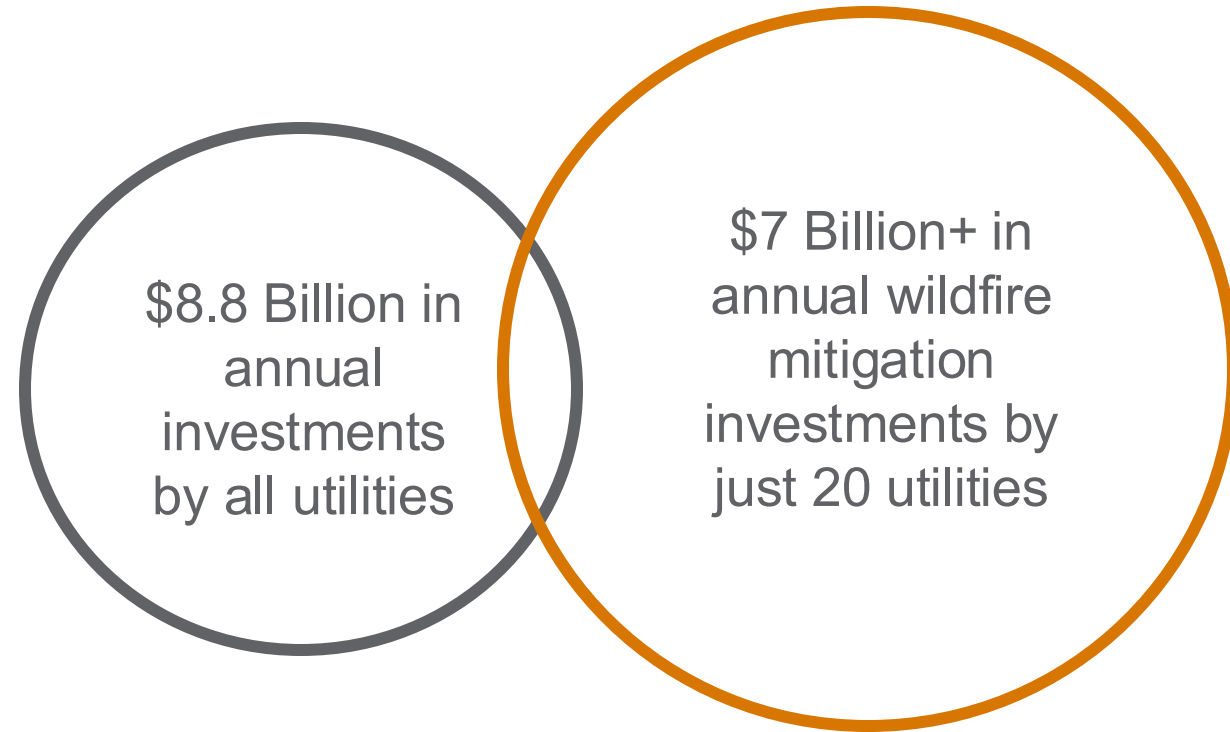 $8.8 Billion in
annual
investments
by all utilities
$7 Billion+ in
annual wildfire
mitigation
investments by
just 20 utilities